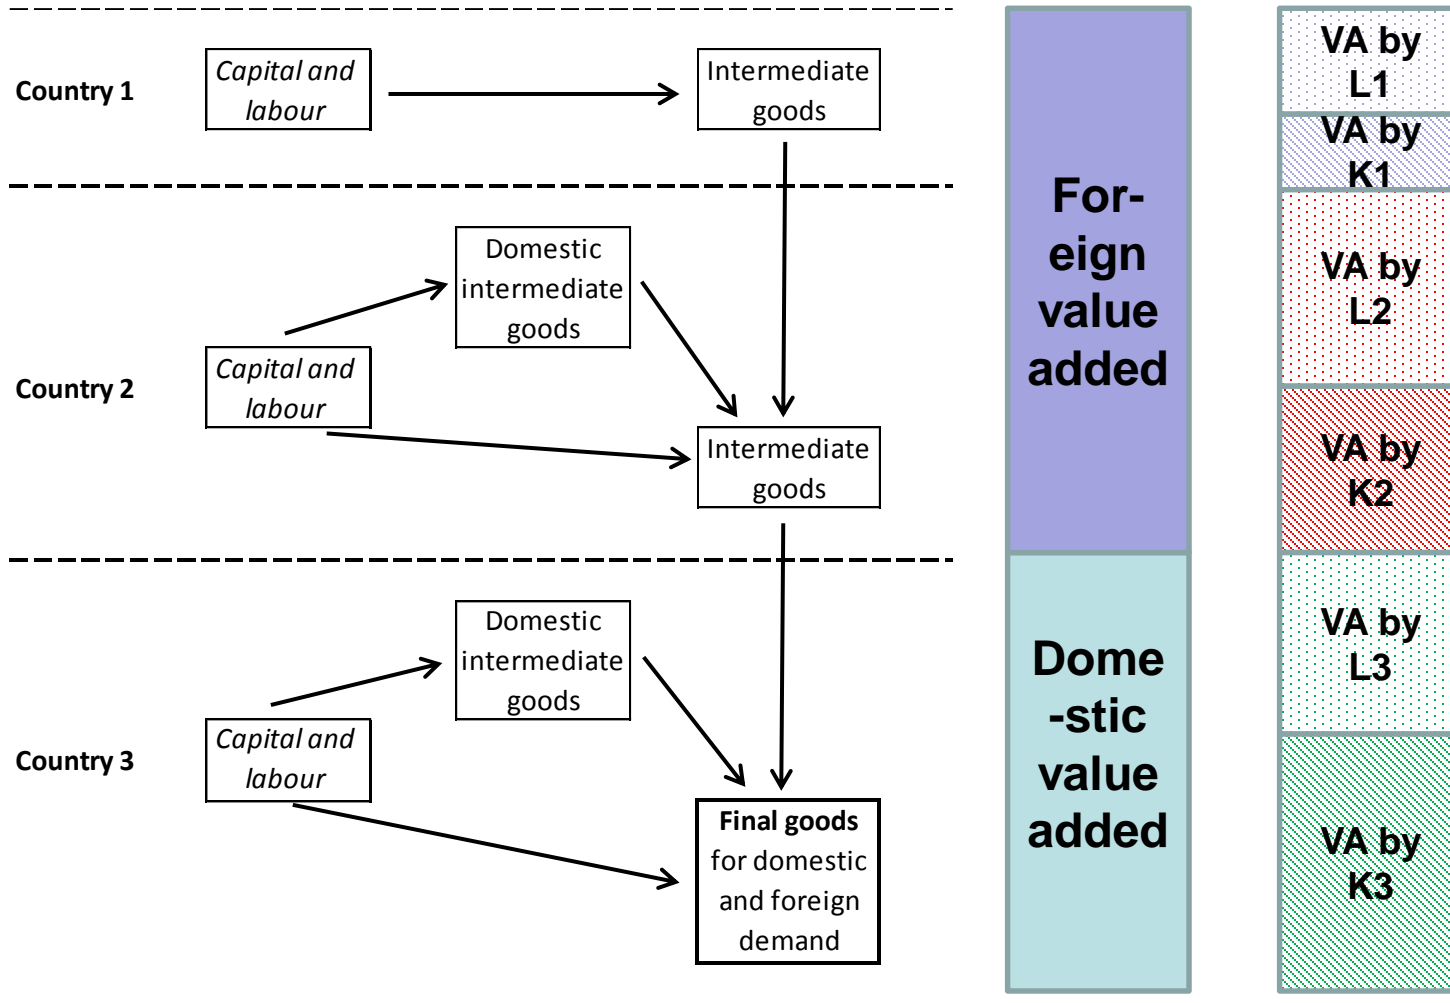 Country 1
Capital and
labour
Intermediate
goods
Country 2
Domestic
intermediate
goods
Capital and
labour
Intermediate
goods
Country 3
Domestic
intermediate
goods
Capital and
labour
Final goods
for domestic
and foreign
demand
For-
eign
value
added
Dome
-stic
value
added
VA by
L1
VA by
K1
VA by
L2
VA by
K2
VA by
L3
VA by
K3